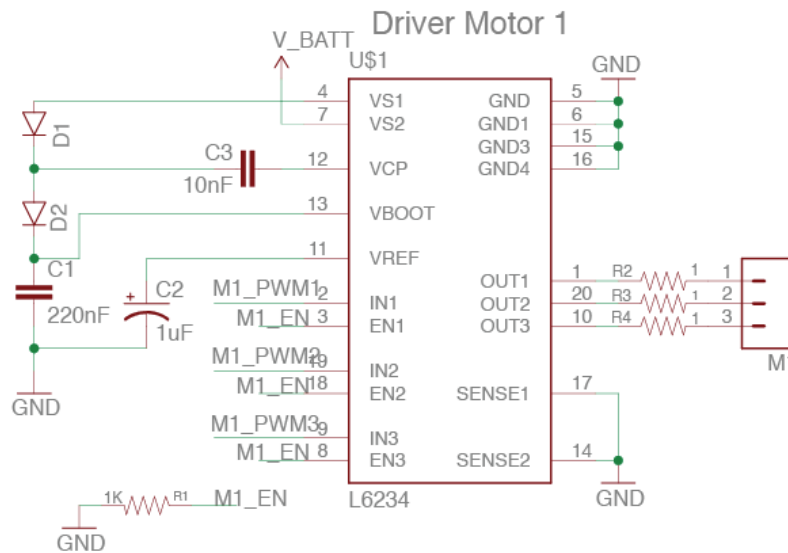 Driver Motor 1
V_BATT
U$1
GND
4 VS1 GND 5
7 VS2 GND1 6
D1
GND3 15
C3
10nF
12 VCP GND4 16
13 VBOOT
D2
11 VREF
C1
220nF
C2
1uF
OUT1 1 R2 1 1
M1_PWM1 2 IN1 OUT2 20 R3 1 2
M1_EN 3 EN1 OUT3 10 R4 1 3
M1
M1_PWM2 19 IN2
GND
M1_EN 18 EN2 SENSE1 17
M1_PWM3 9 IN3
M1_EN 8 EN3 SENSE2 14
GND
L6234
1K R1 M1_EN
GND